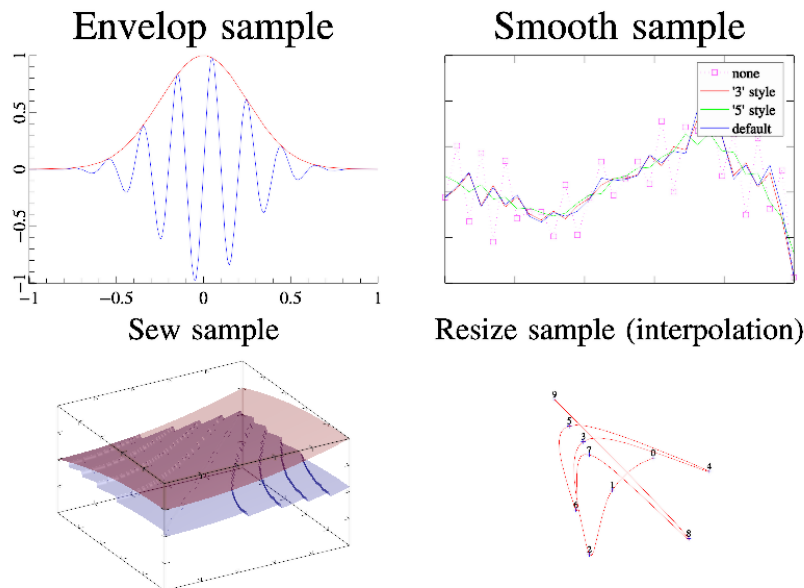 Envelop sample
Smooth sample
none
'3' style
'5' style
default
1
0.5
0
−0.5
−1
−1
−0.5
0
0.5
1
Sew sample
Resize sample (interpolation)
9
5
3
7
0
4
1
6
8
2